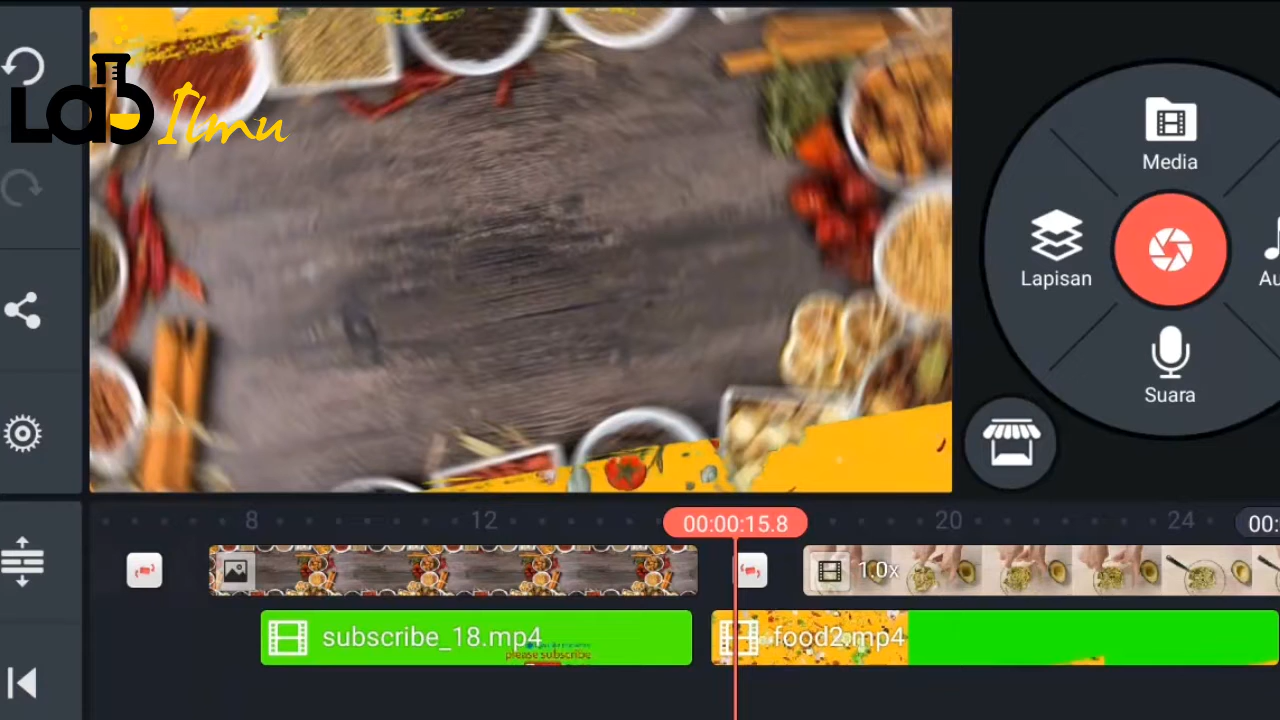 Lab Ilmu
Media
Lapisan
Au
Suara
8
12
00:00:15.8
20
24
00:
1.0x
subscribe_18.mp4
please subscribe
food2.mp4